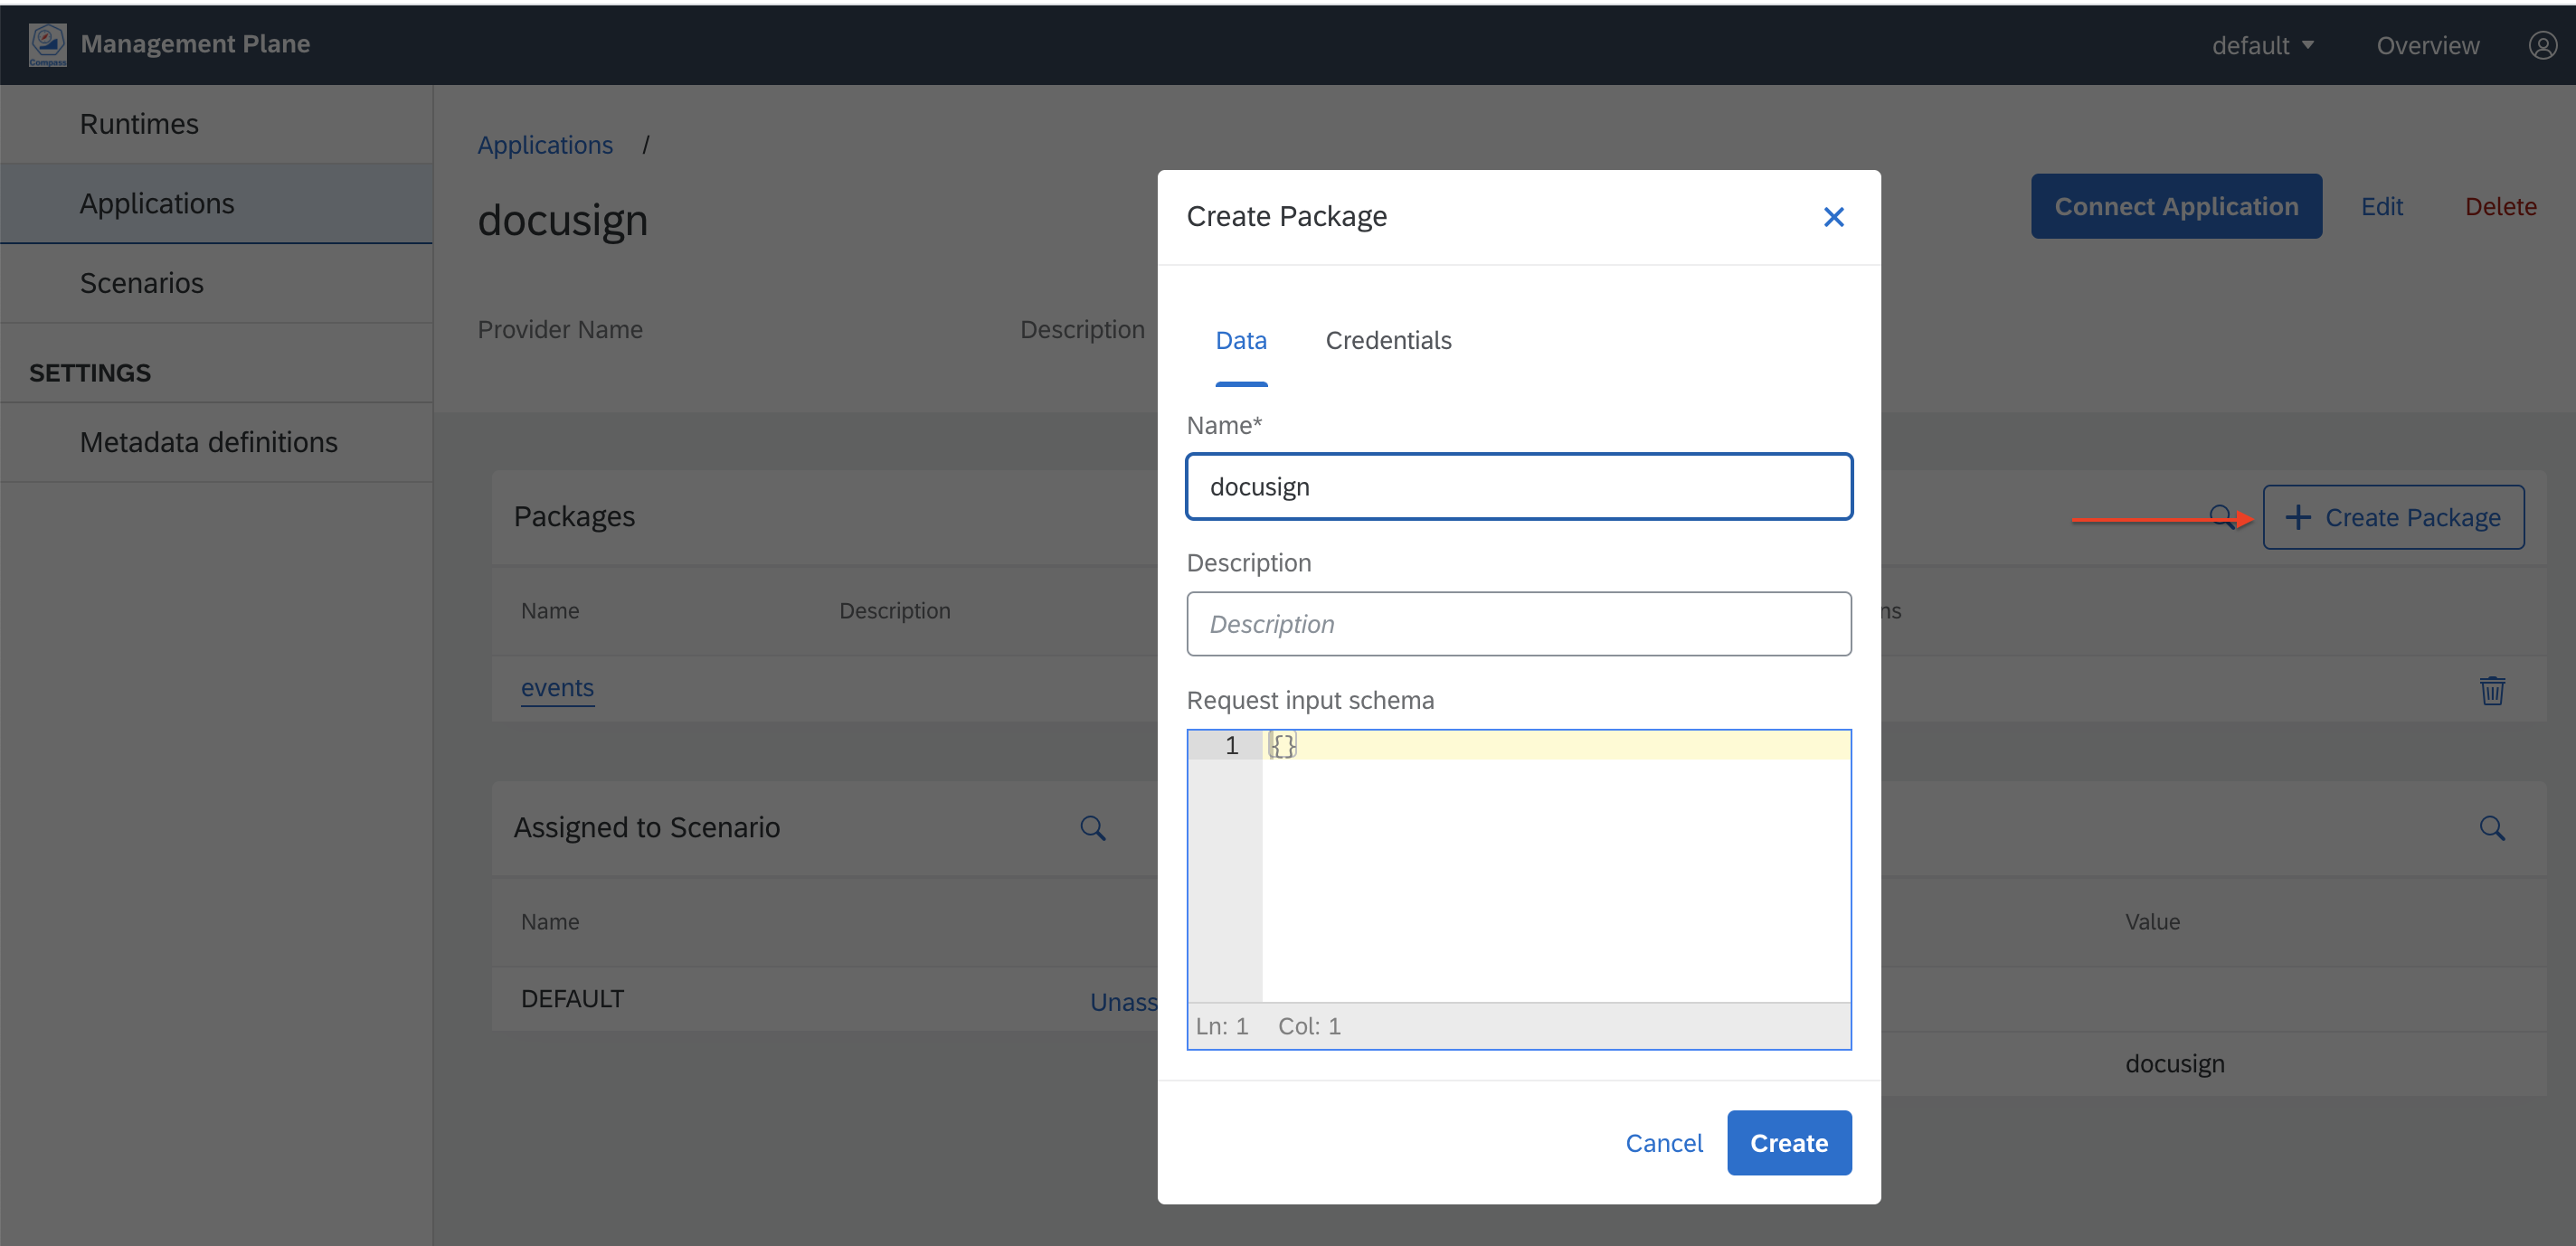 Compass
Management Plane
default
Overview
Runtimes
Applications
Scenarios
SETTINGS
Metadata definitions
Applications /
docusign
Connect Application
Edit
Delete
Provider Name
Description
Packages
Create Package
Name
Description
ns
events
Assigned to Scenario
Name
Value
DEFAULT
Unass
docusign
Create Package
Data
Credentials
Name*
docusign
Description
Description
Request input schema
1 {}
Ln: 1 Col: 1
Cancel
Create